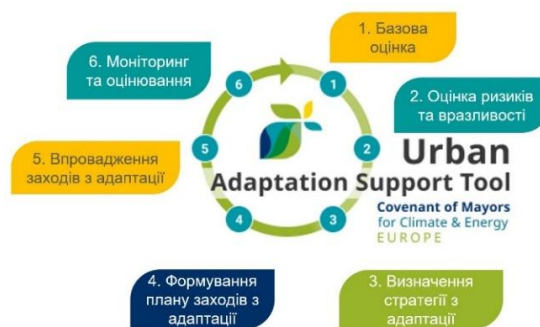 1. Базова
оцінка
6. Моніторинг
та оцінювання
6
1
2. Оцінка ризиків
та вразливості
5
2
Urban
5. Впровадження
заходів з адаптації
Adaptation Support Tool
Covenant of Mayors
for Climate & Energy
EUROPE
4
3
4. Формування
плану заходів з
адаптації
3. Визначення
стратегії з
адаптації